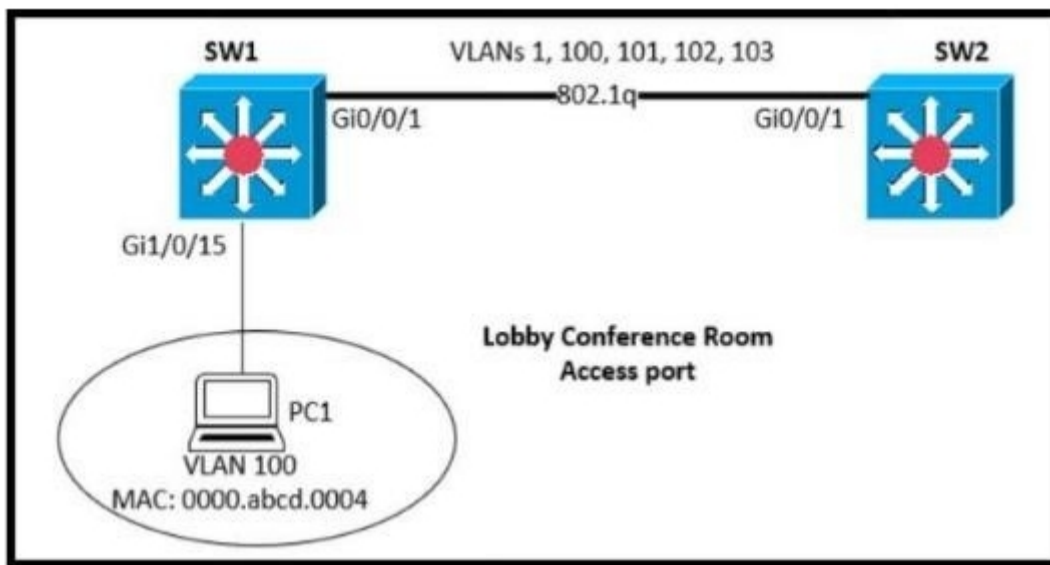 SW1
VLANs 1, 100, 101, 102, 103
SW2
802.1q
Gi0/0/1
Gi0/0/1
Gi1/0/15
Lobby Conference Room
Access port
PC1
VLAN 100
MAC: 0000.abcd.0004